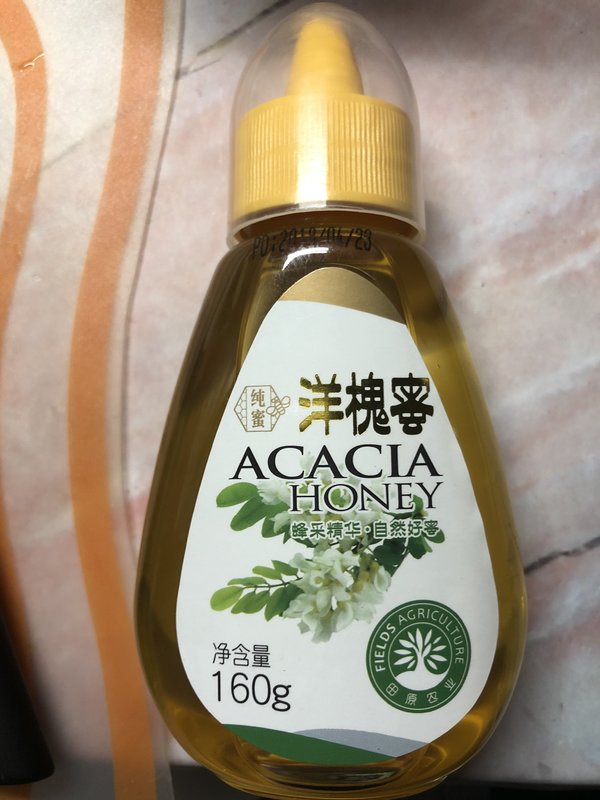 纯蜜
洋槐蜜
ACACIA
HONEY
蜂采精华·自然好蜜
FIELDS AGRICULTURE
田原农业
净含量
160g